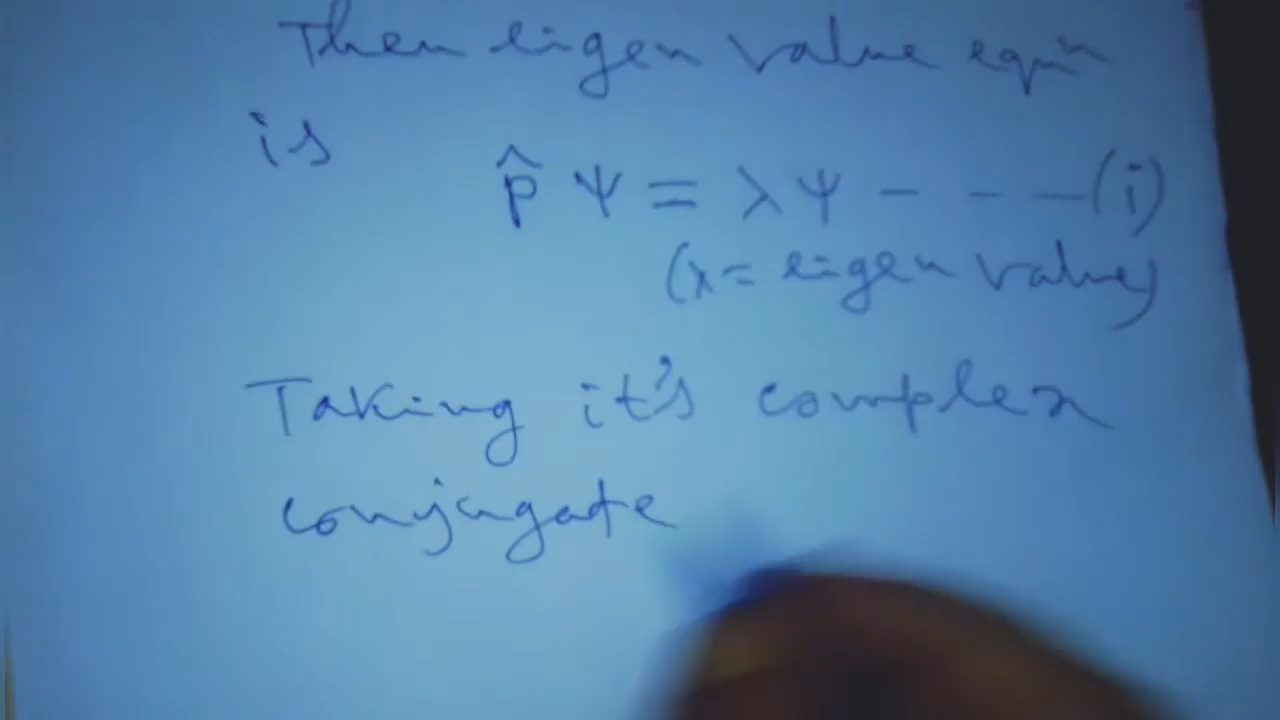 Then eigen value eqn
is
p̂ ψ = λ ψ - - - (i)
(λ = eigen value)
Taking it's complex
conjugate